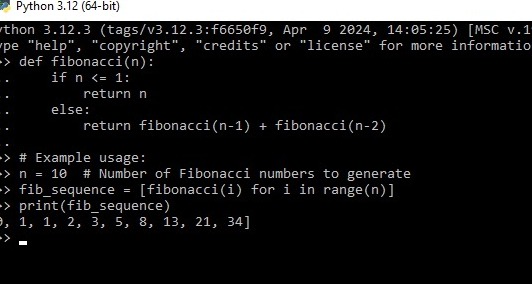 Python 3.12 (64-bit)
ython 3.12.3 (tags/v3.12.3:f6650f9, Apr  9 2024, 14:05:25) [MSC v.1
ype "help", "copyright", "credits" or "license" for more informatio
>> def fibonacci(n):
..     if n <= 1:
..         return n
..     else:
..         return fibonacci(n-1) + fibonacci(n-2)
..
>> # Example usage:
>> n = 10  # Number of Fibonacci numbers to generate
>> fib_sequence = [fibonacci(i) for i in range(n)]
>> print(fib_sequence)
0, 1, 1, 2, 3, 5, 8, 13, 21, 34]
>>